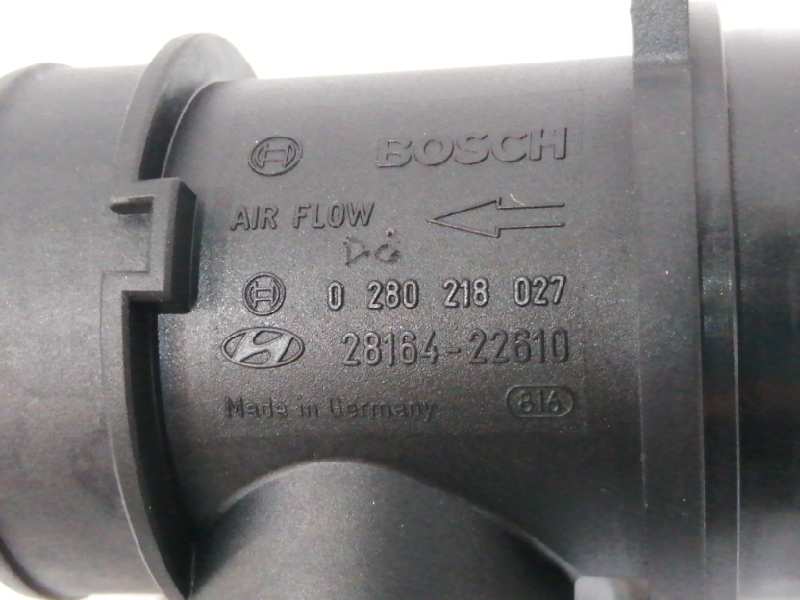 BOSCH
AIR FLOW
0 280 218 027
28164-22610
Made in Germany 816